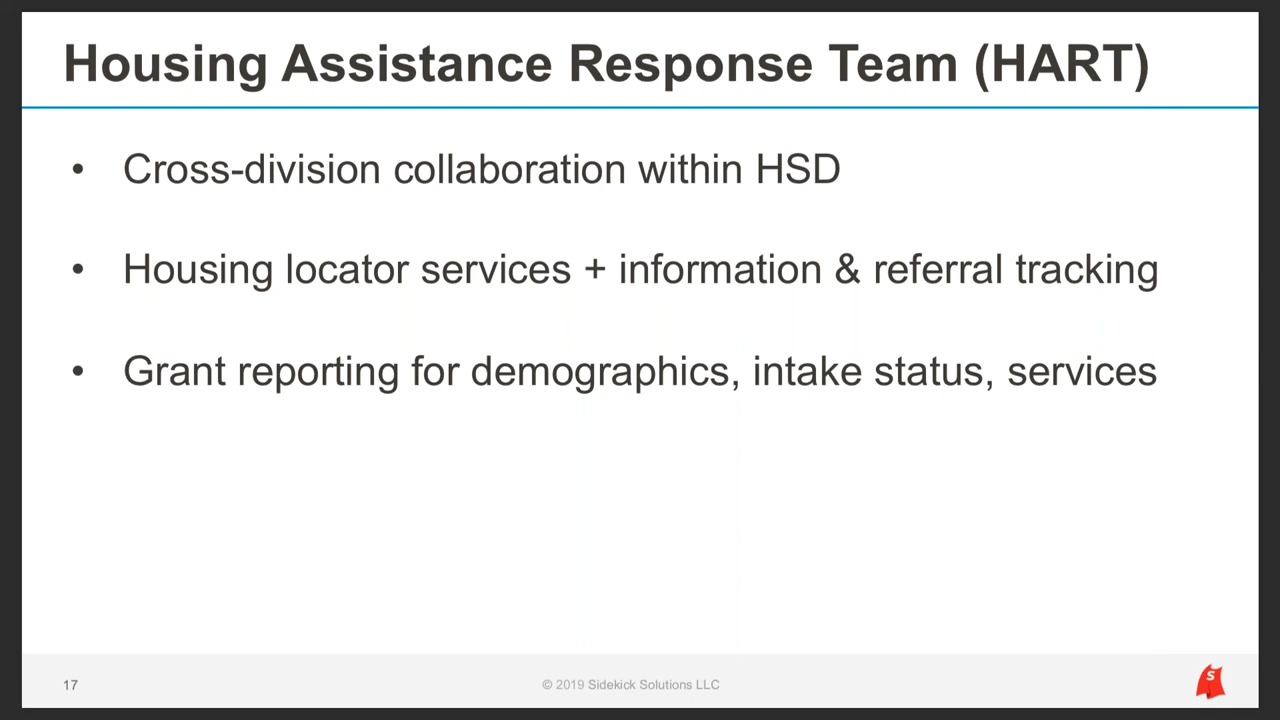 Housing Assistance Response Team (HART)
• Cross-division collaboration within HSD
• Housing locator services + information & referral tracking
• Grant reporting for demographics, intake status, services
17
© 2019 Sidekick Solutions LLC
S